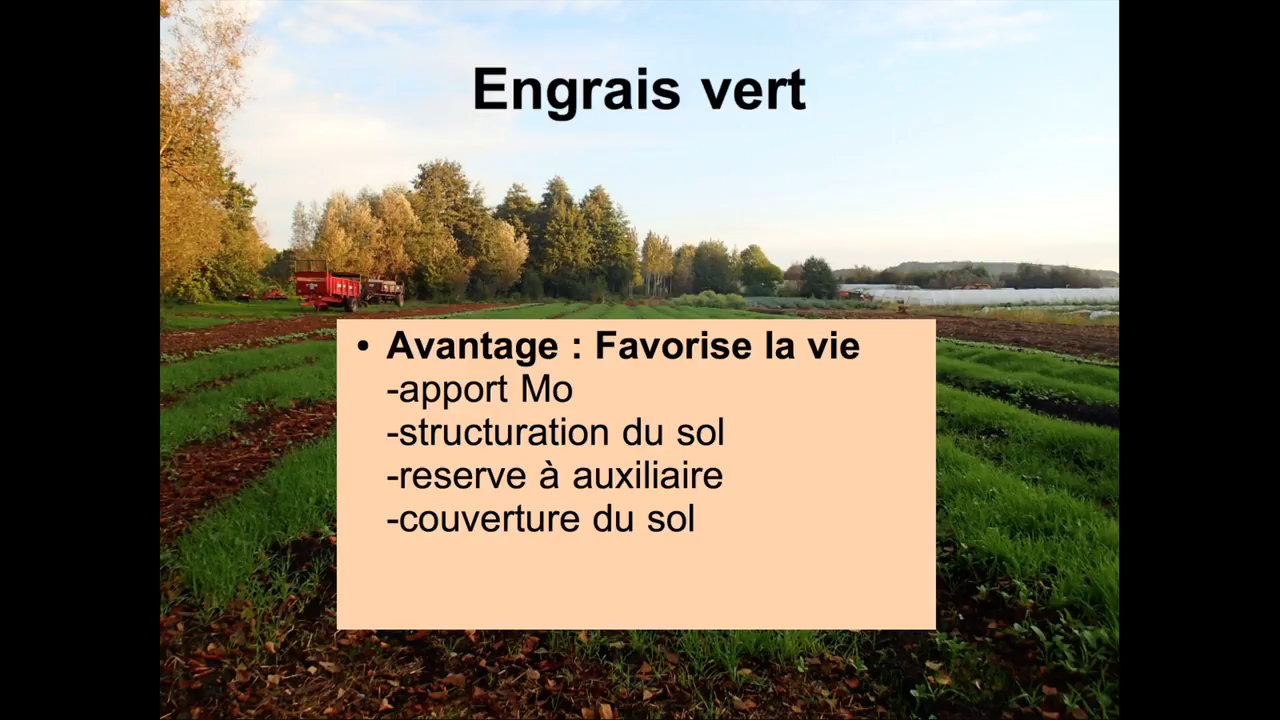 Engrais vert
• Avantage : Favorise la vie
-apport Mo
-structuration du sol
-reserve à auxiliaire
-couverture du sol